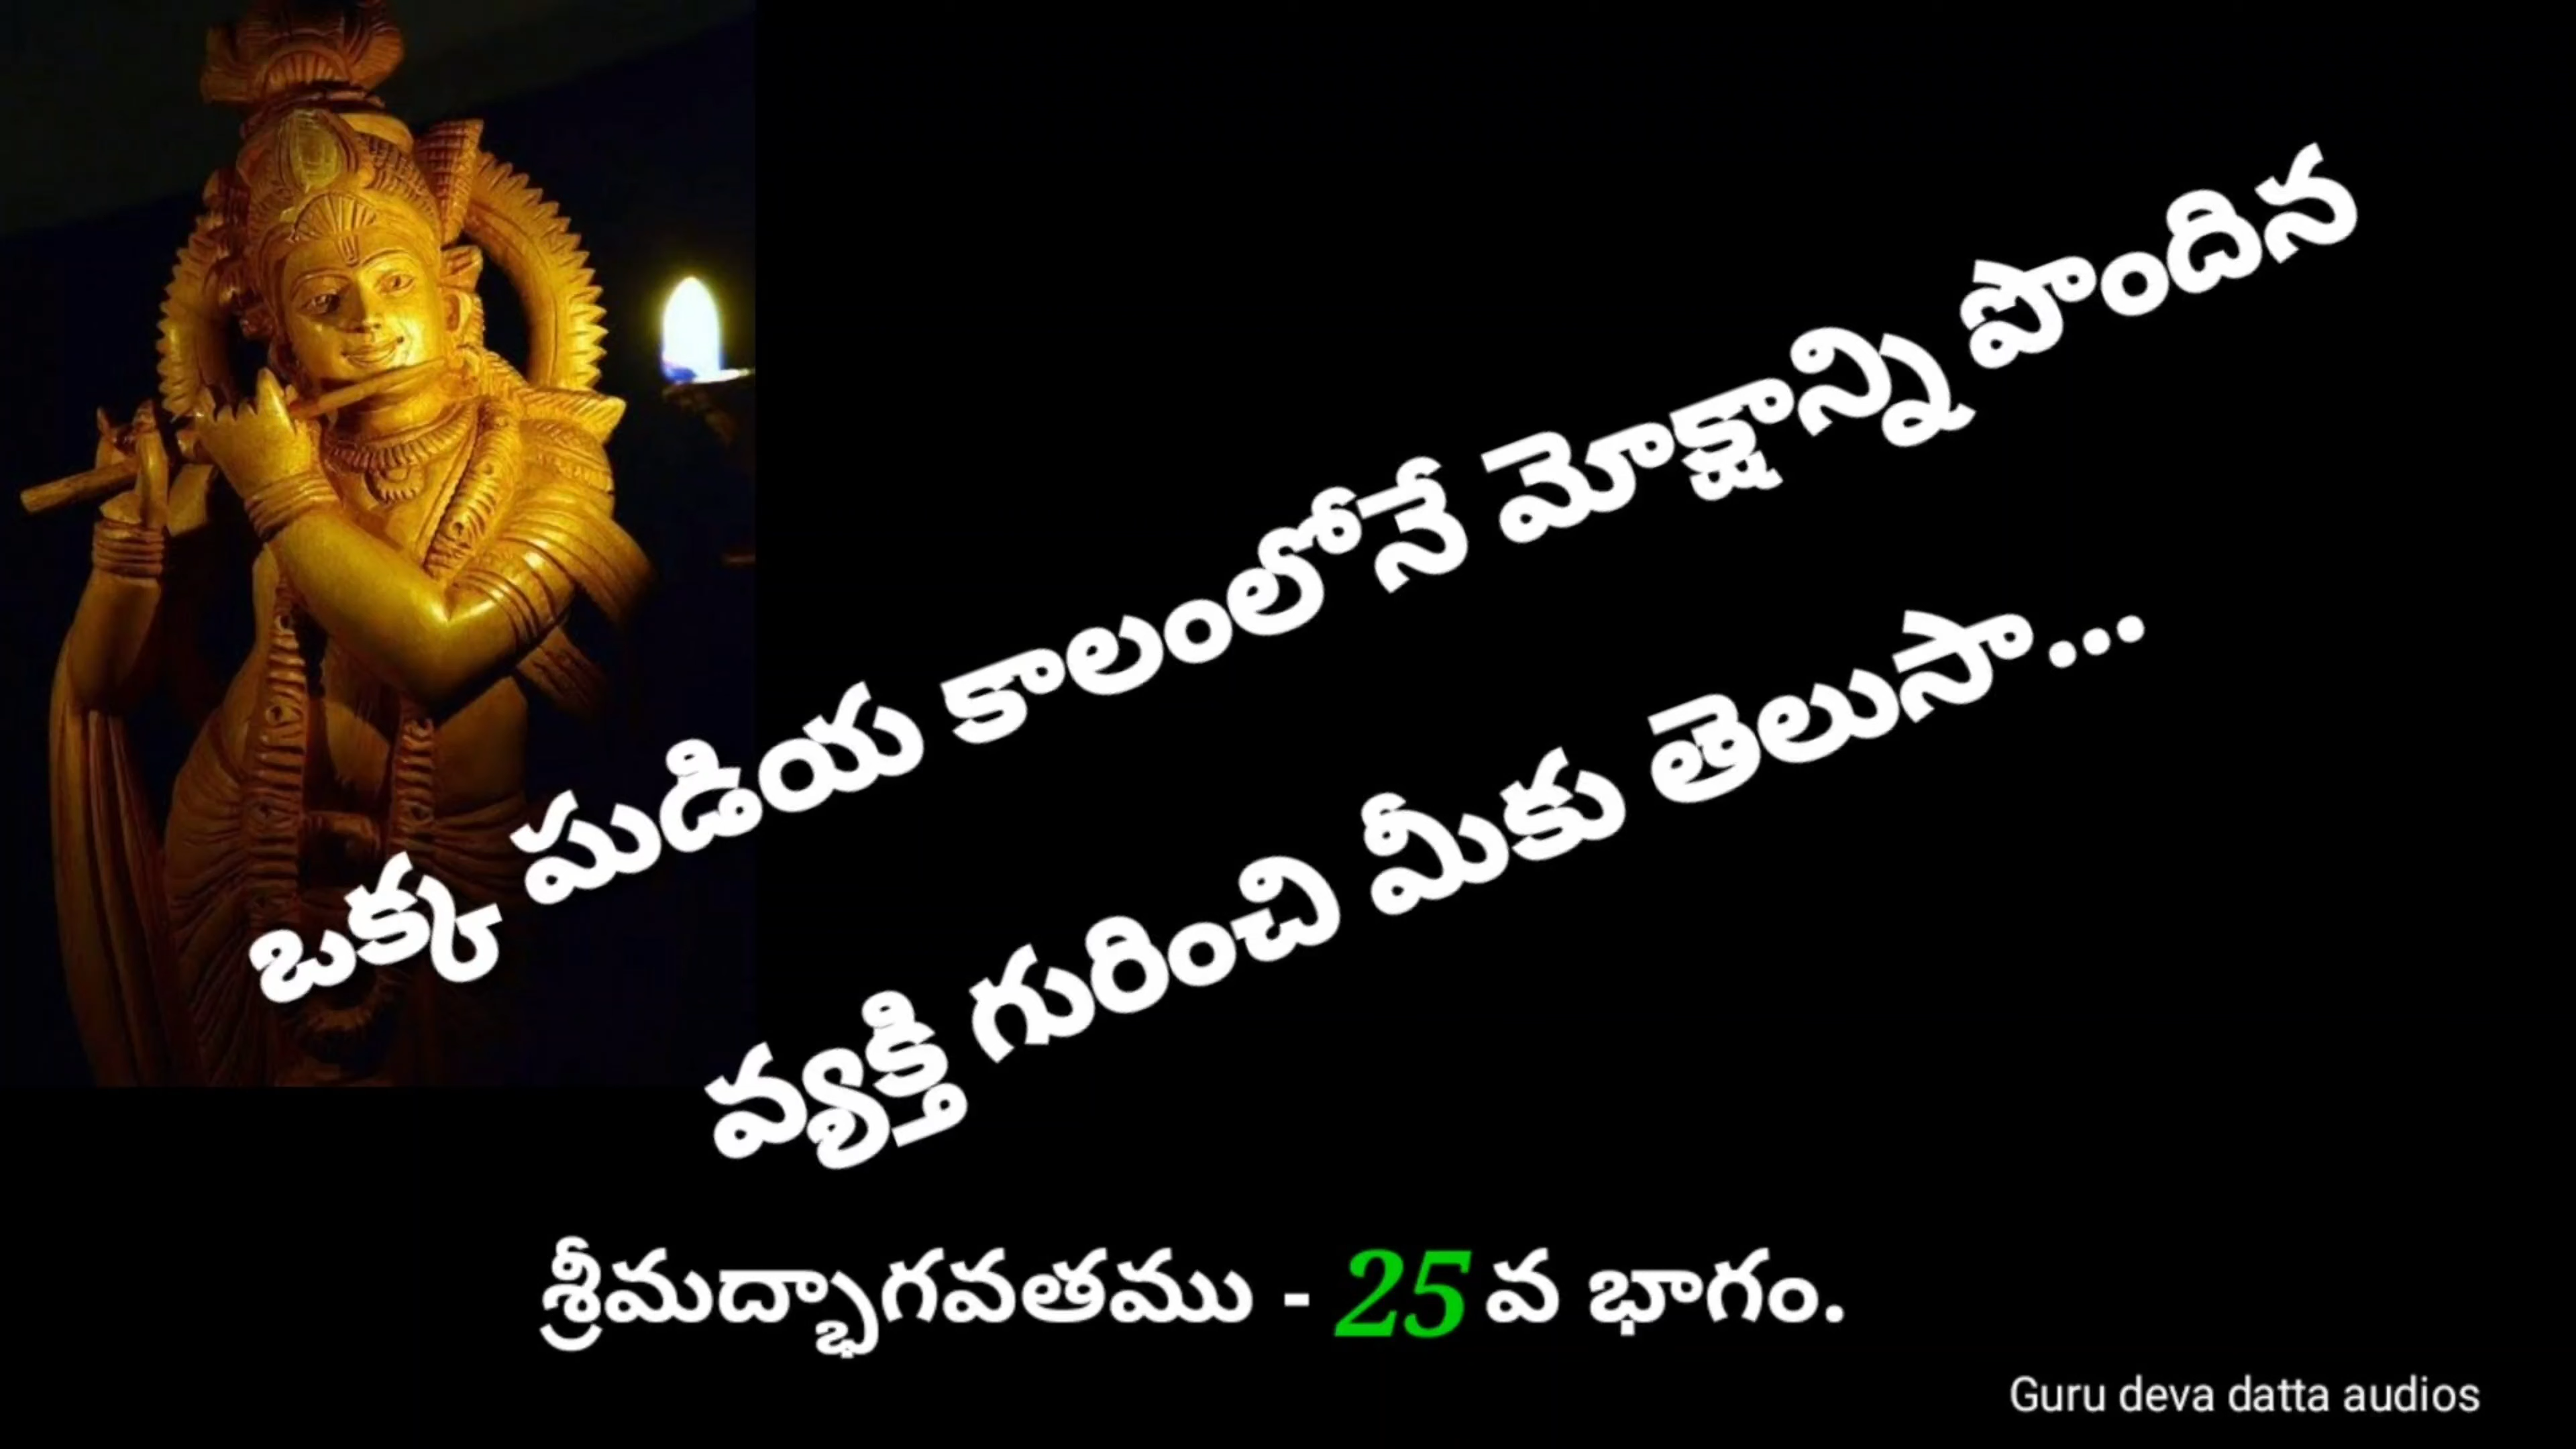 ఒక్క ఘడియ కాలంలోనే మోక్షాన్ని పొందిన
వ్యక్తి గురించి మీకు తెలుసా...
శ్రీమద్భాగవతము - 25 వ భాగం.
Guru deva datta audios